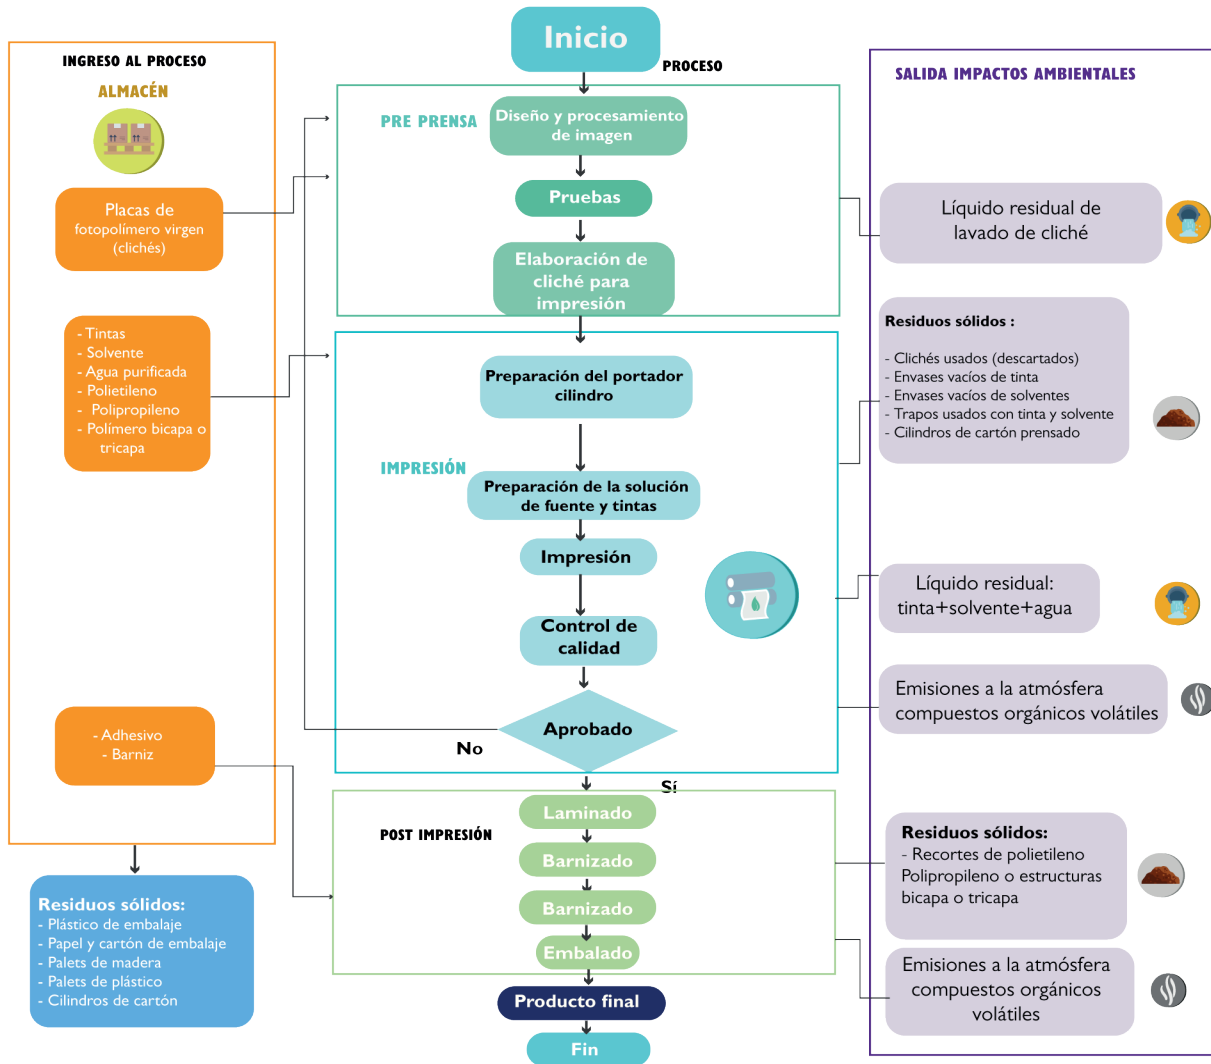 Inicio
INGRESO AL PROCESO
ALMACÉN
Placas de
fotopolímero virgen
(clichés)
- Tintas
- Solvente
- Agua purificada
- Polietileno
- Polipropileno
- Polímero bicapa o
tricapa
- Adhesivo
- Barniz
Residuos sólidos:
- Plástico de embalaje
- Papel y cartón de embalaje
- Palets de madera
- Palets de plástico
- Cilindros de cartón
PROCESO
PRE PRENSA
Diseño y procesamiento
de imagen
Pruebas
Elaboración de
cliché para
impresión
IMPRESIÓN
Preparación del portador
cilindro
Preparación de la solución
de fuente y tintas
Impresión
Control de
calidad
Aprobado
No
Sí
POST IMPRESIÓN
Laminado
Barnizado
Barnizado
Embalado
Producto final
Fin
SALIDA IMPACTOS AMBIENTALES
Líquido residual de
lavado de cliché
Residuos sólidos :
- Clichés usados (descartados)
- Envases vacíos de tinta
- Envases vacíos de solventes
- Trapos usados con tinta y solvente
- Cilindros de cartón prensado
Líquido residual:
tinta+solvente+agua
Emisiones a la atmósfera
compuestos orgánicos volátiles
Residuos sólidos:
- Recortes de polietileno
Polipropileno o estructuras
bicapa o tricapa
Emisiones a la atmósfera
compuestos orgánicos
volátiles